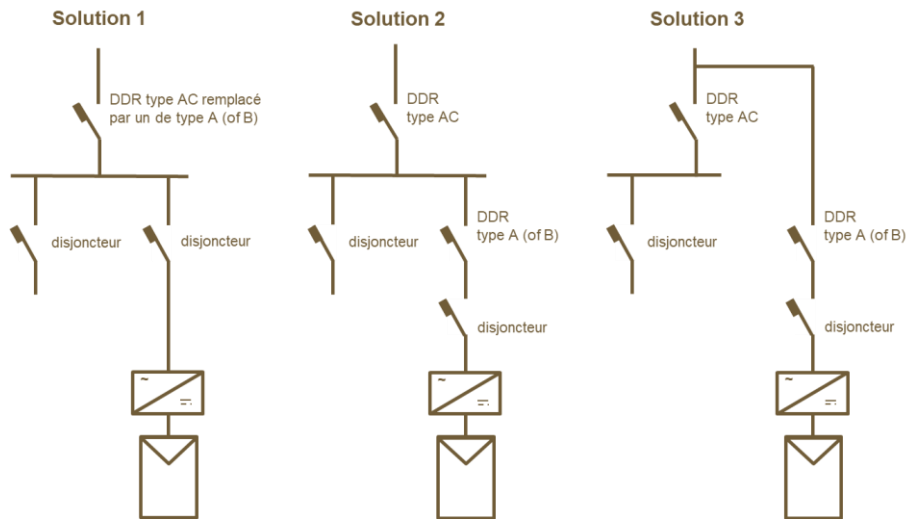 Solution 1
DDR type AC remplacé
par un de type A (of B)
disjoncteur
disjoncteur
~
Solution 2
DDR
type AC
DDR
type A (of B)
disjoncteur
disjoncteur
~
Solution 3
DDR
type AC
DDR
type A (of B)
disjoncteur
disjoncteur
~